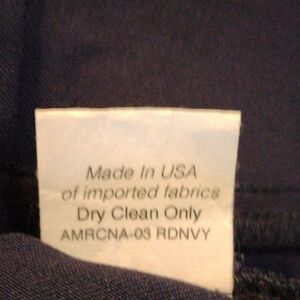 Made In USA
of imported fabrics
Dry Clean Only
AMRCNA-03 RDNVY